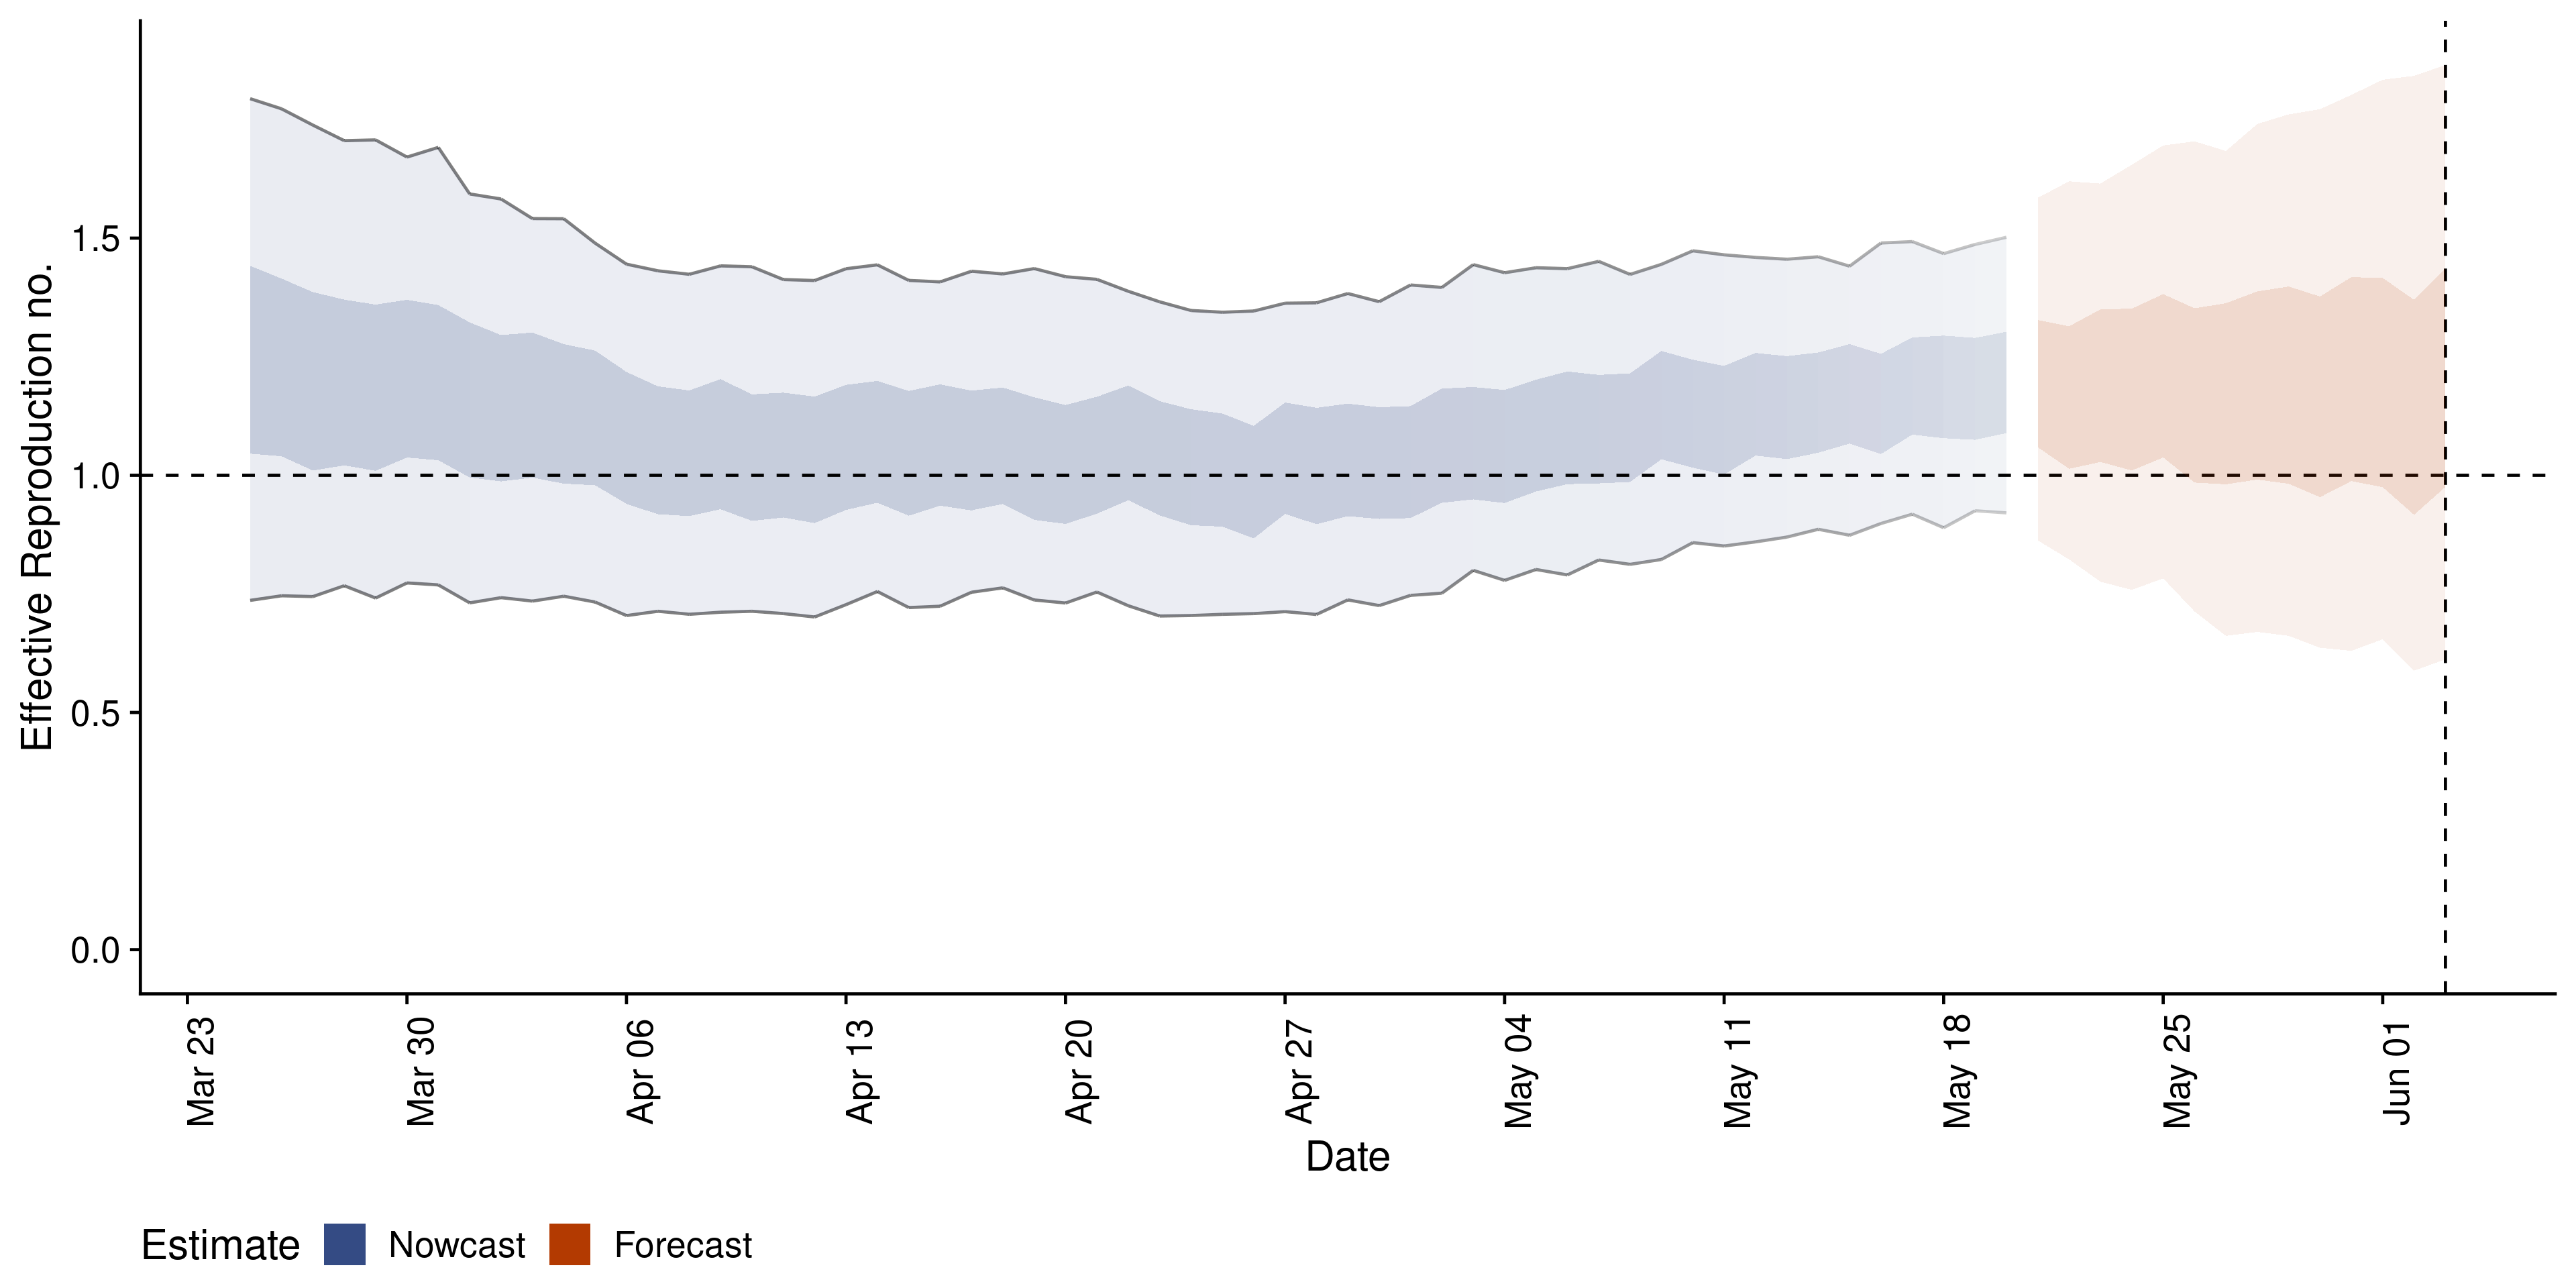 Effective Reproduction no.
1.5
1.0
0.5
0.0
Mar 23
Mar 30
Apr 06
Apr 13
Apr 20
Apr 27
May 04
May 11
May 18
May 25
Jun 01
Date
Estimate Nowcast Forecast